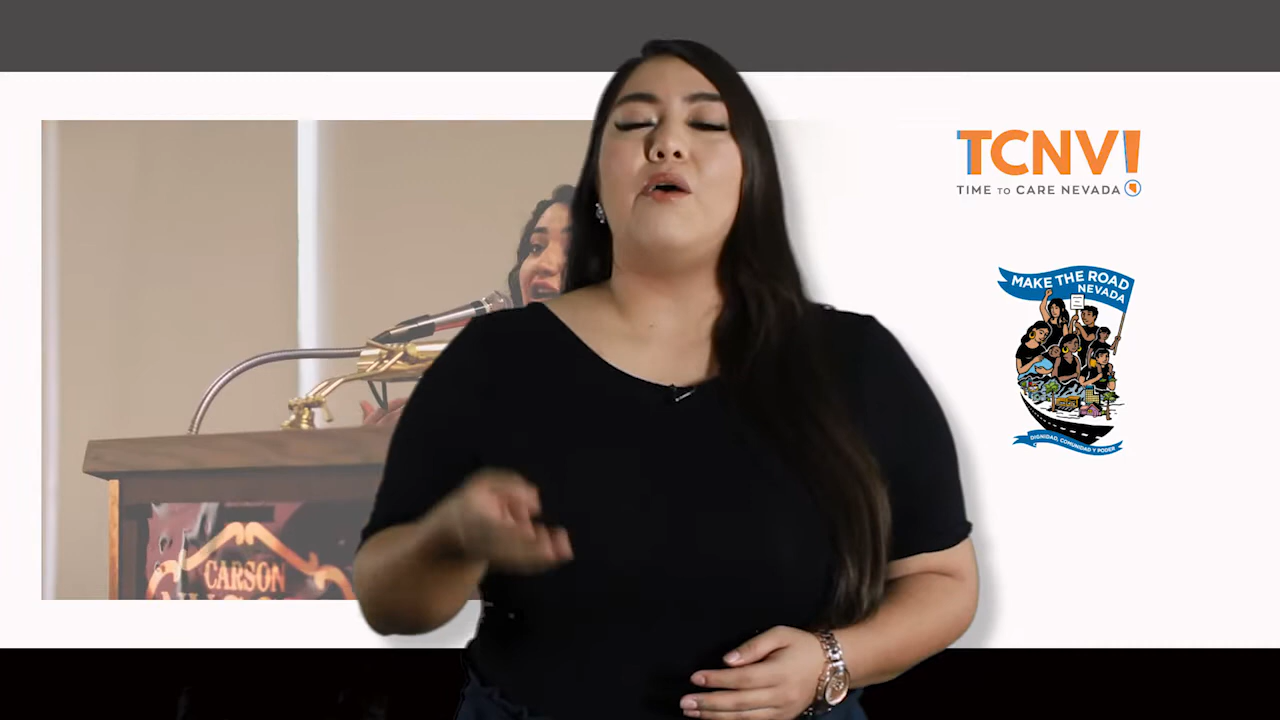 TCNV!
TIME TO CARE NEVADA
MAKE THE ROAD
NEVADA
DIGNIDAD, COMUNIDAD Y PODER
CARSON